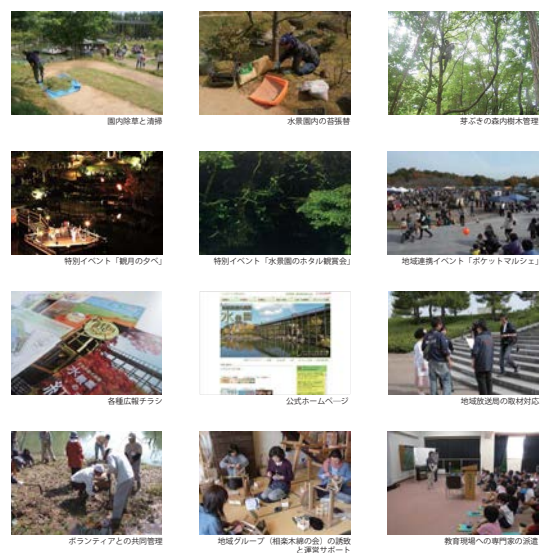 園内除草と清掃
水景園内の苔張替
芽ぶきの森内樹木管理
特別イベント「観月の夕べ」
特別イベント「水景園のホタル観賞会」
地域連携イベント「ポケットマルシェ」
水景園
各種広報チラシ
公式ホームページ
地域放送局の取材対応
ボランティアとの共同管理
地域グループ（相楽木綿の会）の誘致
と運営サポート
教育現場への専門家の派遣